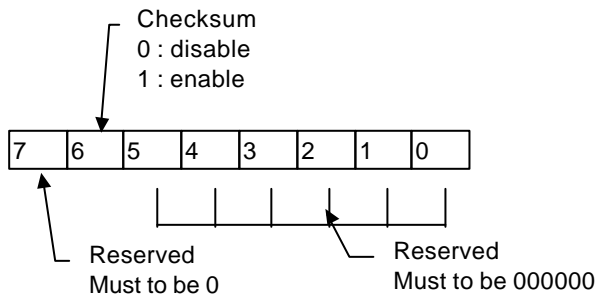 Checksum
0 : disable
1 : enable
7 6 5 4 3 2 1 0
Reserved
Must to be 0
Reserved
Must to be 000000